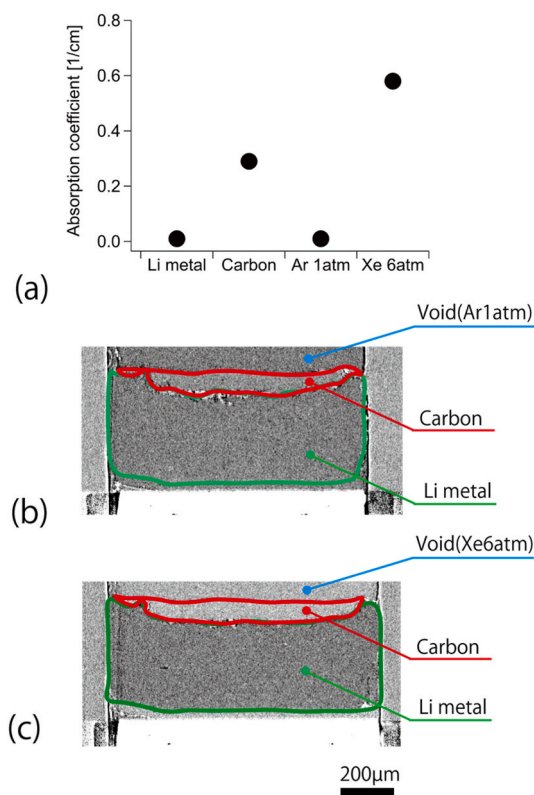 0.8
0.6
0.4
0.2
0.0
Absorption coefficient [1/cm]
Li metal
Carbon
Ar 1atm
Xe 6atm
(a)
Void(Ar1atm)
Carbon
Li metal
(b)
Void(Xe6atm)
Carbon
Li metal
(c)
200μm